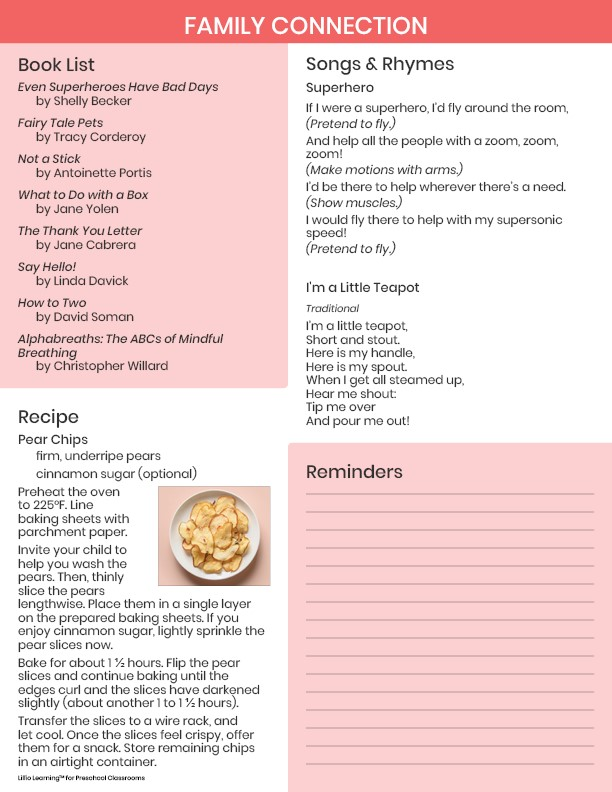 FAMILY CONNECTION
Book List
Even Superheroes Have Bad Days
by Shelly Becker
Fairy Tale Pets
by Tracy Corderoy
Not a Stick
by Antoinette Portis
What to Do with a Box
by Jane Yolen
The Thank You Letter
by Jane Cabrera
Say Hello!
by Linda Davick
How to Two
by David Soman
Alphabreaths: The ABCs of Mindful
Breathing
by Christopher Willard
Recipe
Pear Chips
firm, underripe pears
cinnamon sugar (optional)
Preheat the oven
to 225°F. Line
baking sheets with
parchment paper.
Invite your child to
help you wash the
pears. Then, thinly
slice the pears
lengthwise. Place them in a single layer
on the prepared baking sheets. If you
enjoy cinnamon sugar, lightly sprinkle the
pear slices now.
Bake for about 1 ½ hours. Flip the pear
slices and continue baking until the
edges curl and the slices have darkened
slightly (about another 1 to 1 ½ hours).
Transfer the slices to a wire rack, and
let cool. Once the slices feel crispy, offer
them for a snack. Store remaining chips
in an airtight container.
Lillio Learning™ for Preschool Classrooms
Songs & Rhymes
Superhero
If I were a superhero, I'd fly around the room,
(Pretend to fly.)
And help all the people with a zoom, zoom,
zoom!
(Make motions with arms.)
I'd be there to help wherever there's a need.
(Show muscles.)
I would fly there to help with my supersonic
speed!
(Pretend to fly.)
I'm a Little Teapot
Traditional
I'm a little teapot,
Short and stout.
Here is my handle,
Here is my spout.
When I get all steamed up,
Hear me shout:
Tip me over
And pour me out!
Reminders